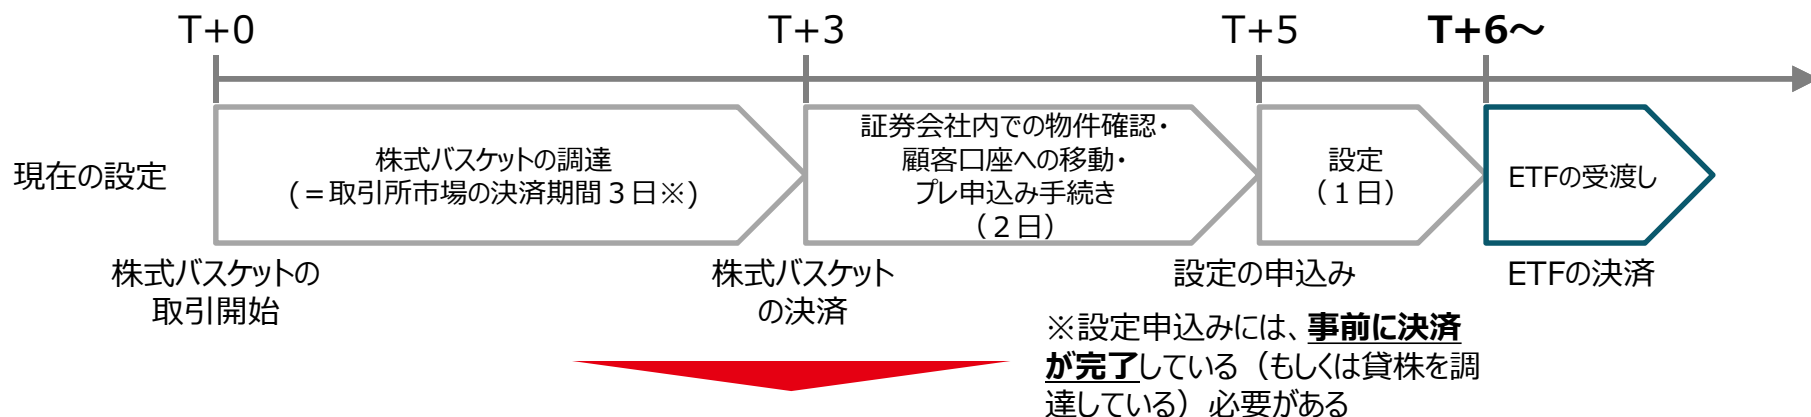 T+0
T+3
T+5
T+6～
現在の設定
株式バスケットの調達
(＝取引所市場の決済期間３日※)
証券会社内での物件確認・
顧客口座への移動・
プレ申込み手続き
（２日）
設定
（１日）
ETFの受渡し
株式バスケットの
取引開始
株式バスケット
の決済
設定の申込み
ETFの決済
※設定申込みには、事前に決済
が完了している（もしくは貸株を調
達している）必要がある